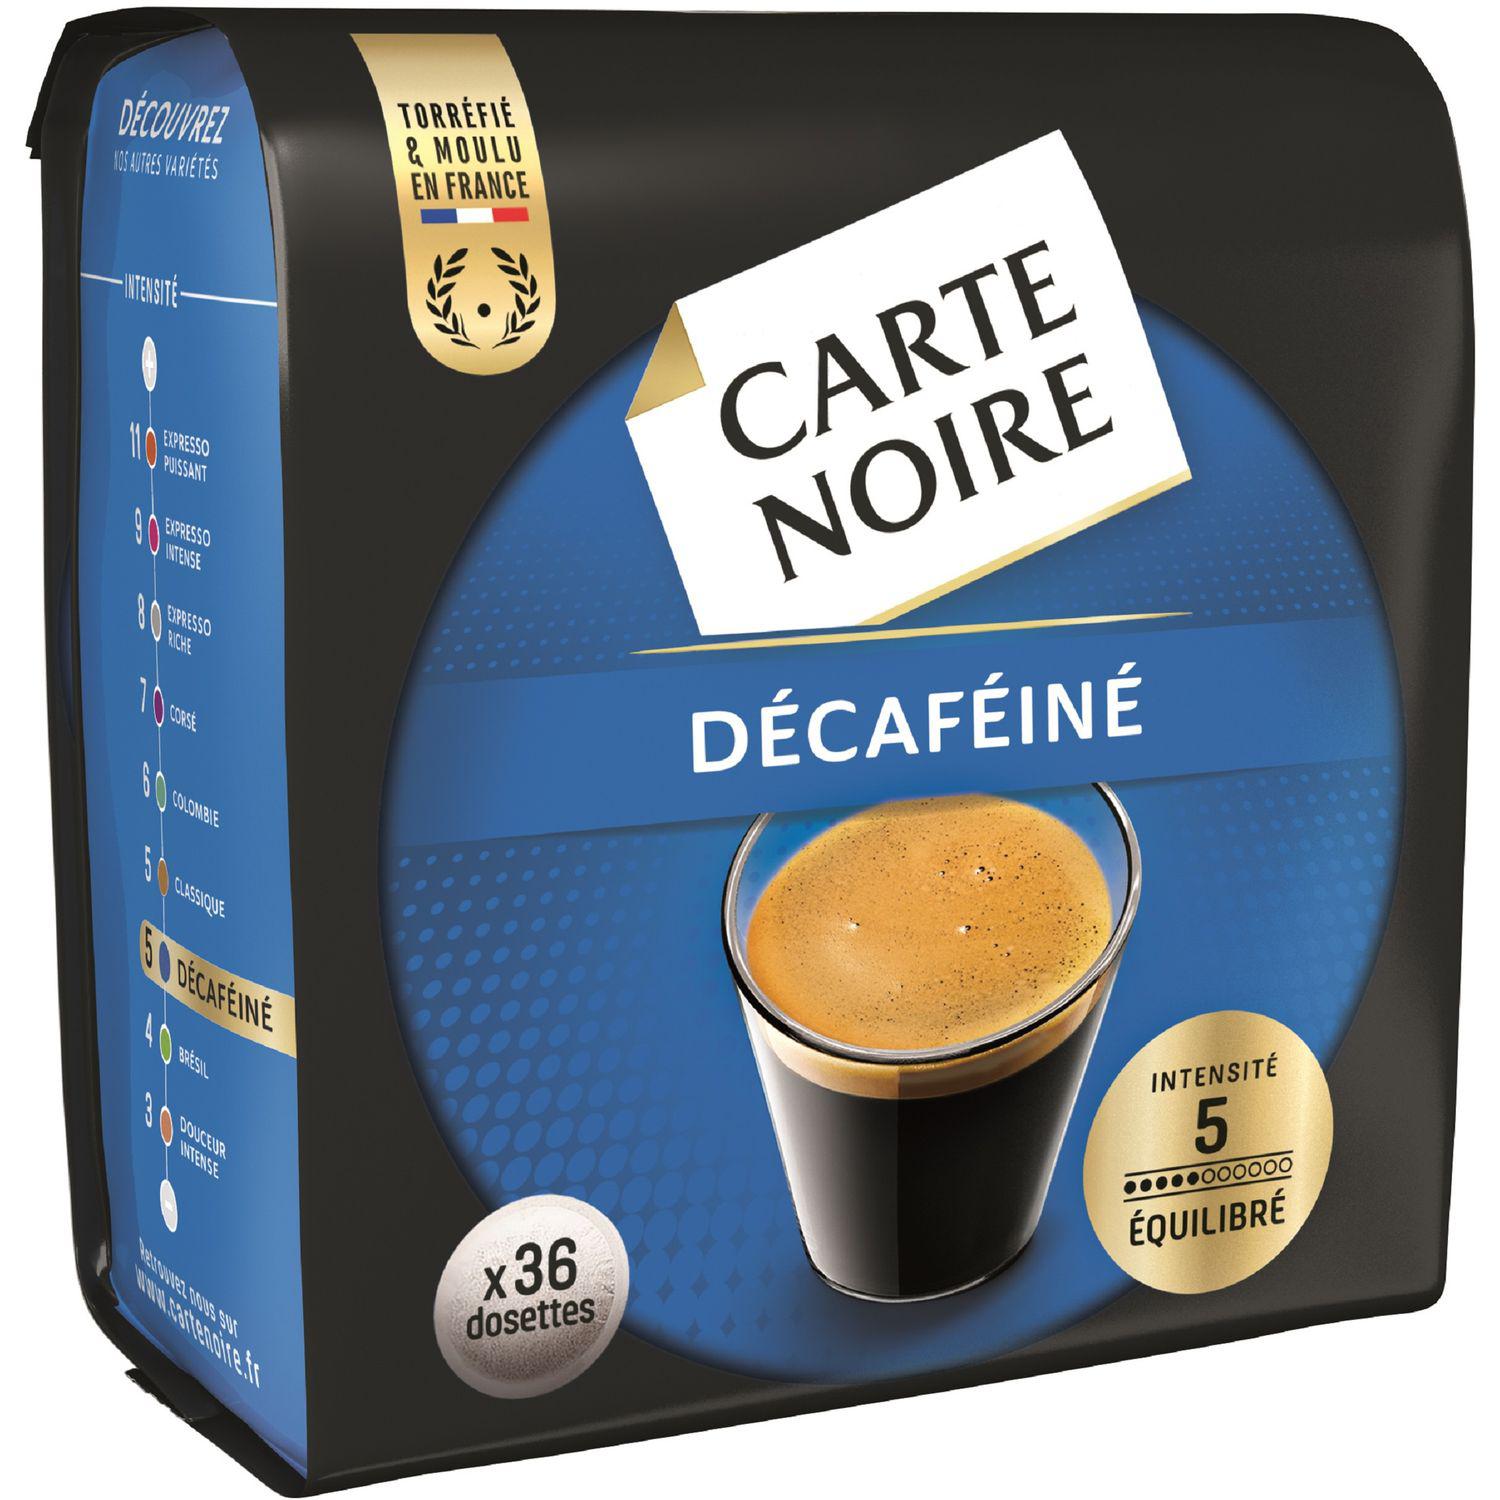 DÉCOUVREZ
NOS AUTRES VARIÉTÉS
INTENSITÉ
+
11 EXPRESSO
PUISSANT
9 EXPRESSO
INTENSE
8 EXPRESSO
RICHE
7 CORSÉ
6 COLOMBIE
5 CLASSIQUE
5 DÉCAFÉINÉ
4 BRÉSIL
3 DOUCEUR
INTENSE
-
Retrouvez nous sur
www.cartenoire.fr
TORRÉFIÉ
& MOULU
EN FRANCE
CARTE
NOIRE
DÉCAFÉINÉ
x36
dosettes
INTENSITÉ
5
ÉQUILIBRÉ